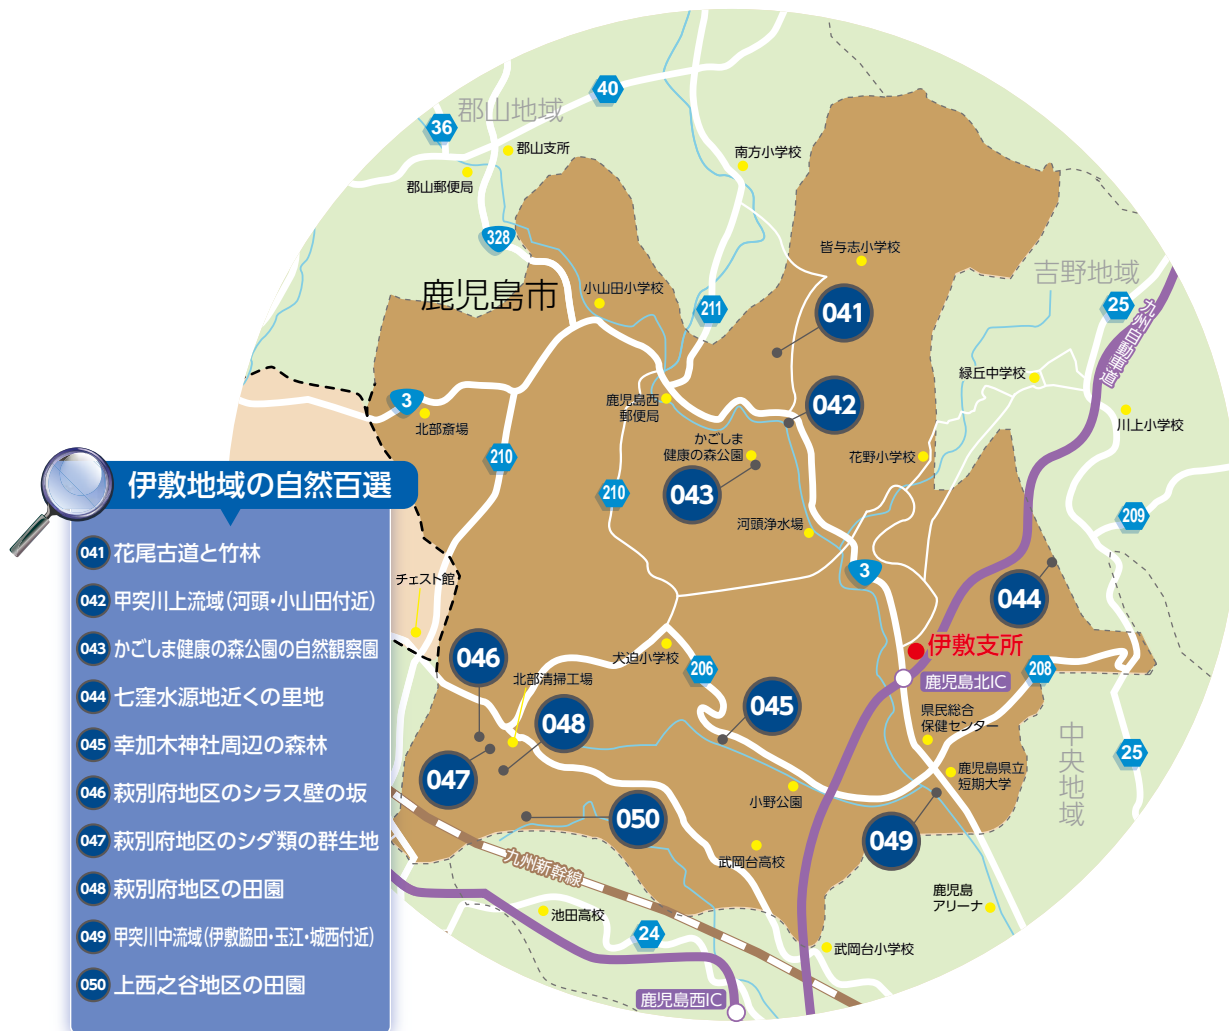 40
郡山地域
36
郡山支所
南方小学校
郡山郵便局
328
皆与志小学校
吉野地域
鹿児島市
小山田小学校
211
041
25
九州自動車道
緑丘中学校
3
鹿児島西
郵便局
042
川上小学校
北部斎場
かごしま
健康の森公園
花野小学校
210
210
043
209
河頭浄水場
伊敷地域の自然百選
041 花尾古道と竹林
042 甲突川上流域(河頭・小山田付近)
043 かごしま健康の森公園の自然観察園
044 七窪水源地近くの里地
045 幸加木神社周辺の森林
046 萩別府地区のシラス壁の坂
047 萩別府地区のシダ類の群生地
048 萩別府地区の田園
049 甲突川中流域(伊敷脇田・玉江・城西付近)
050 上西之谷地区の田園
3
チェスト館
044
伊敷支所
046
犬迫小学校
206
208
北部清掃工場
鹿児島北IC
045
048
県民総合
保健センター
中央地域
25
047
鹿児島県立
短期大学
小野公園
050
049
武岡台高校
九州新幹線
鹿児島
アリーナ
池田高校
24
武岡台小学校
鹿児島西IC